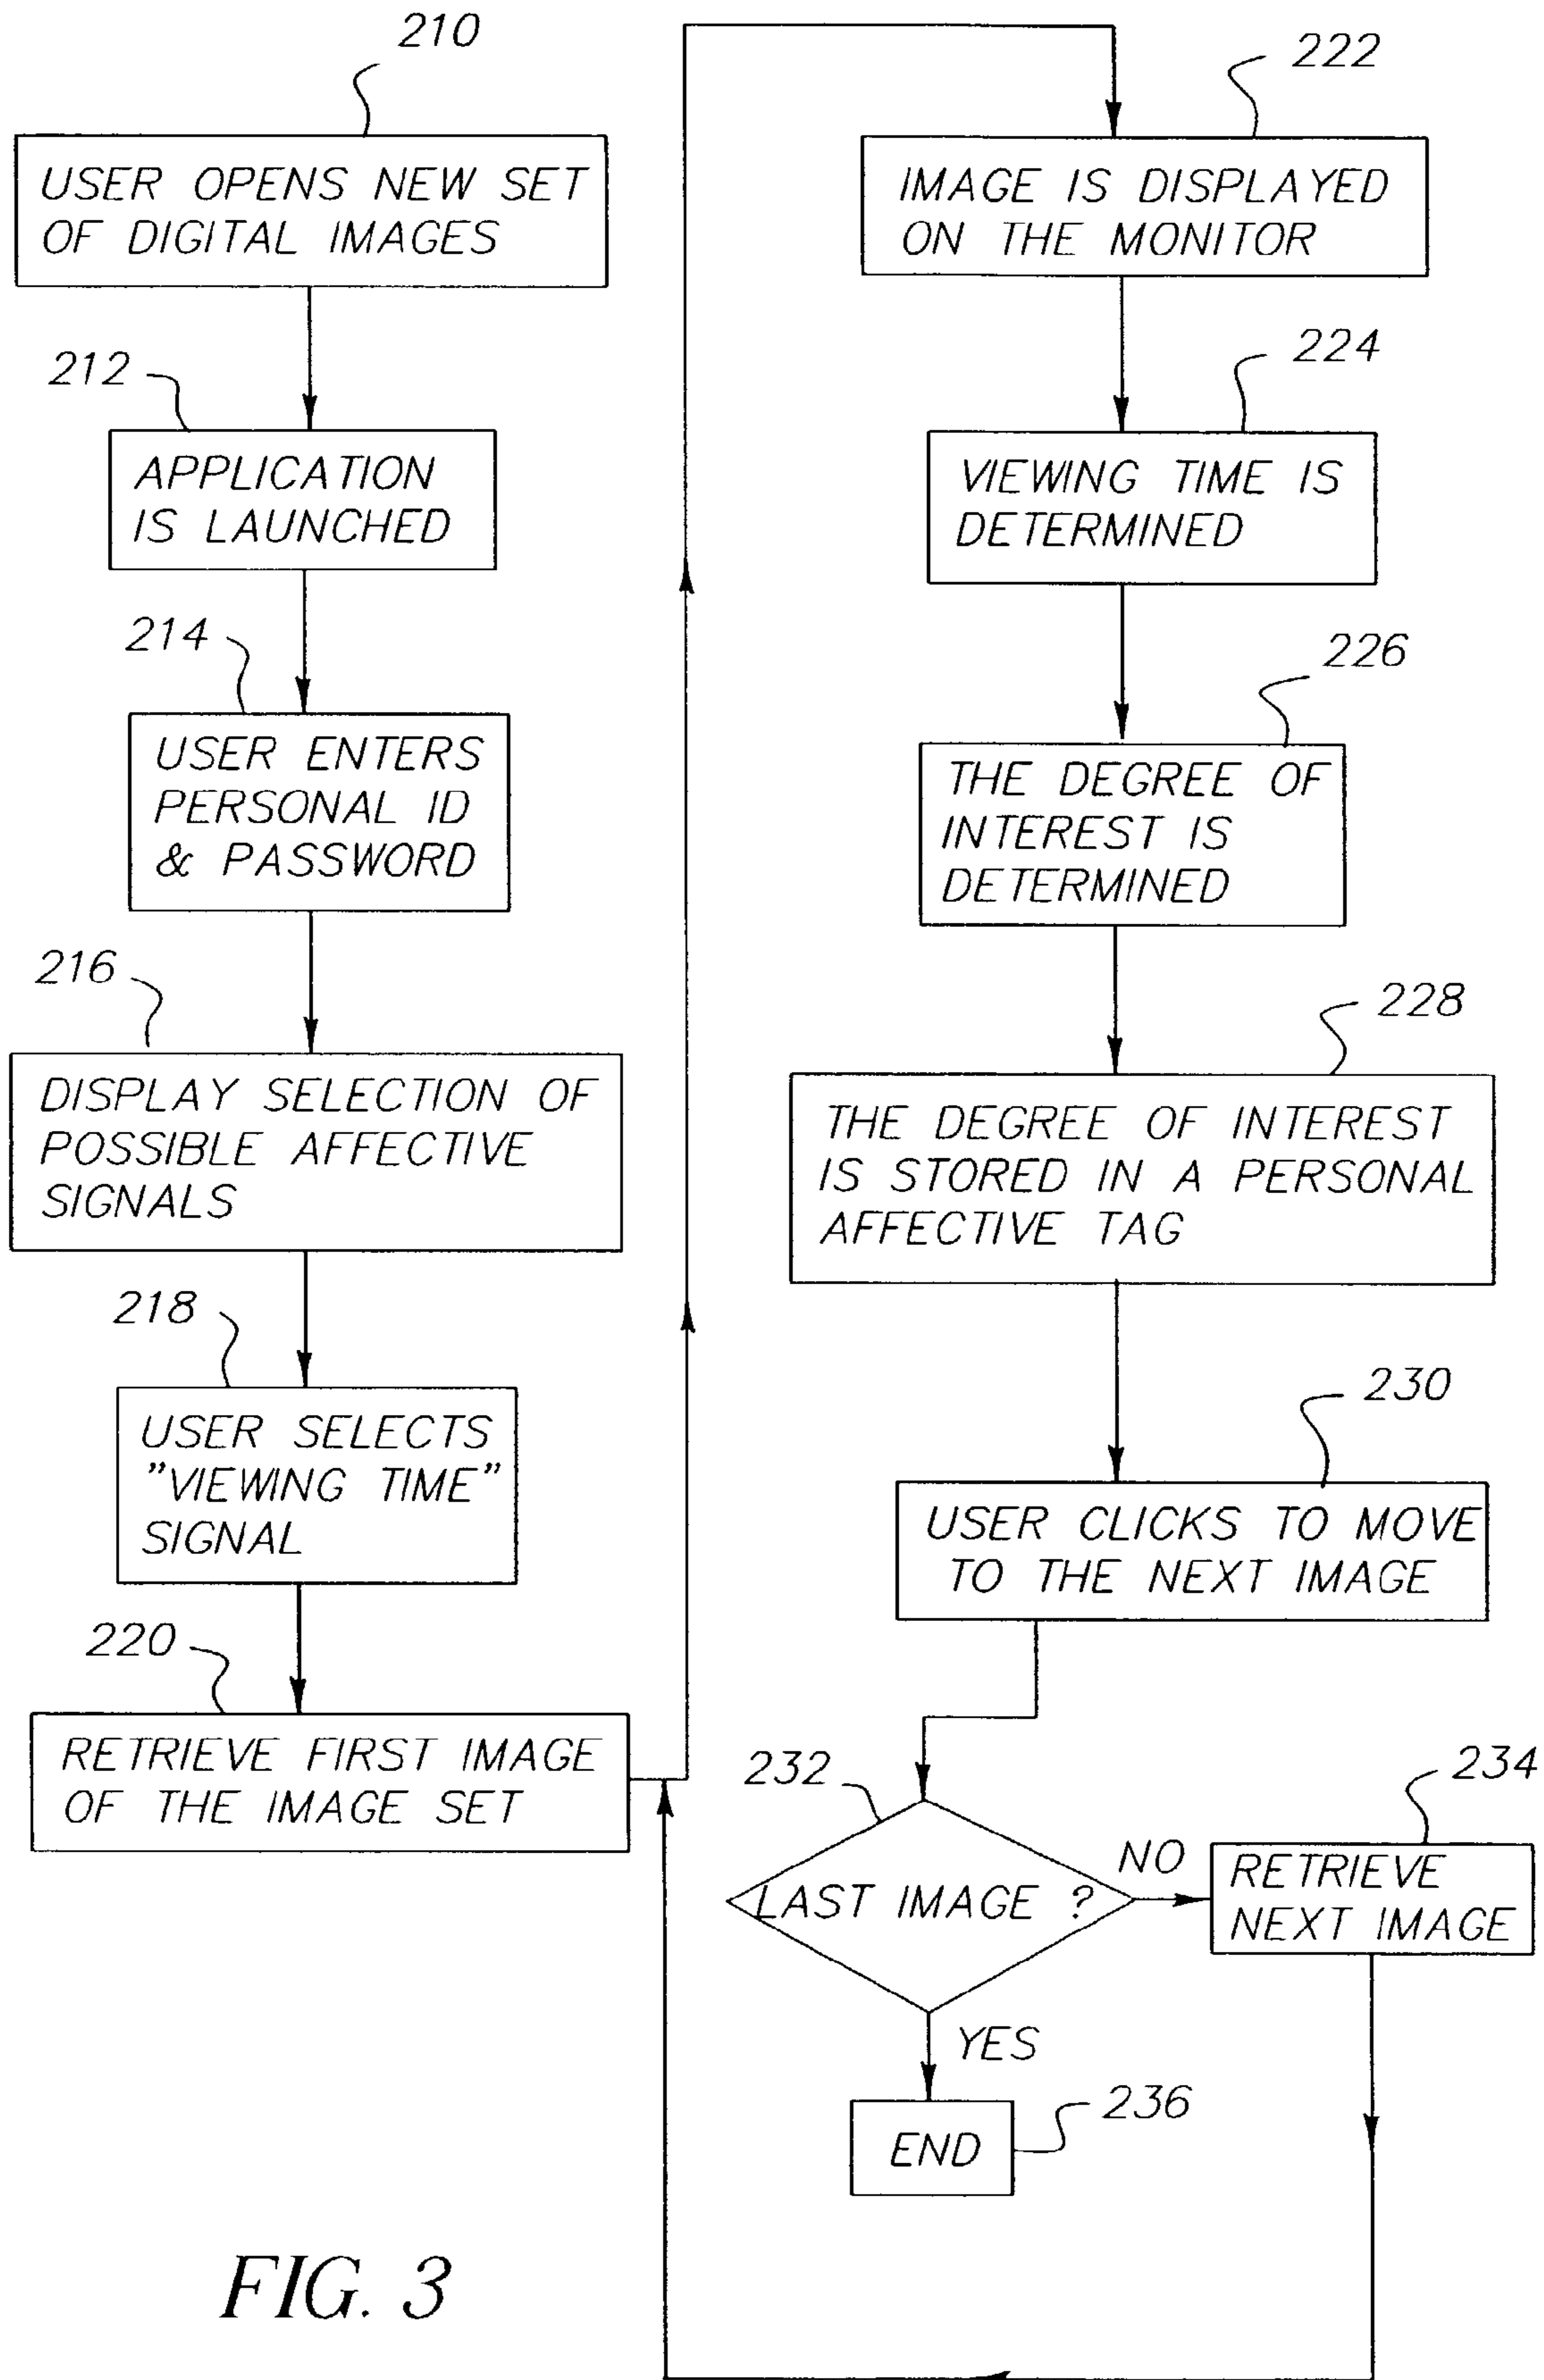 210
USER OPENS NEW SET
OF DIGITAL IMAGES
212
APPLICATION
IS LAUNCHED
214
USER ENTERS
PERSONAL ID
& PASSWORD
216
DISPLAY SELECTION OF
POSSIBLE AFFECTIVE
SIGNALS
218
USER SELECTS
"VIEWING TIME"
SIGNAL
220
RETRIEVE FIRST IMAGE
OF THE IMAGE SET
222
IMAGE IS DISPLAYED
ON THE MONITOR
224
VIEWING TIME IS
DETERMINED
226
THE DEGREE OF
INTEREST IS
DETERMINED
228
THE DEGREE OF INTEREST
IS STORED IN A PERSONAL
AFFECTIVE TAG
230
USER CLICKS TO MOVE
TO THE NEXT IMAGE
232
LAST IMAGE ?
NO
234
RETRIEVE
NEXT IMAGE
YES
236
END
FIG. 3